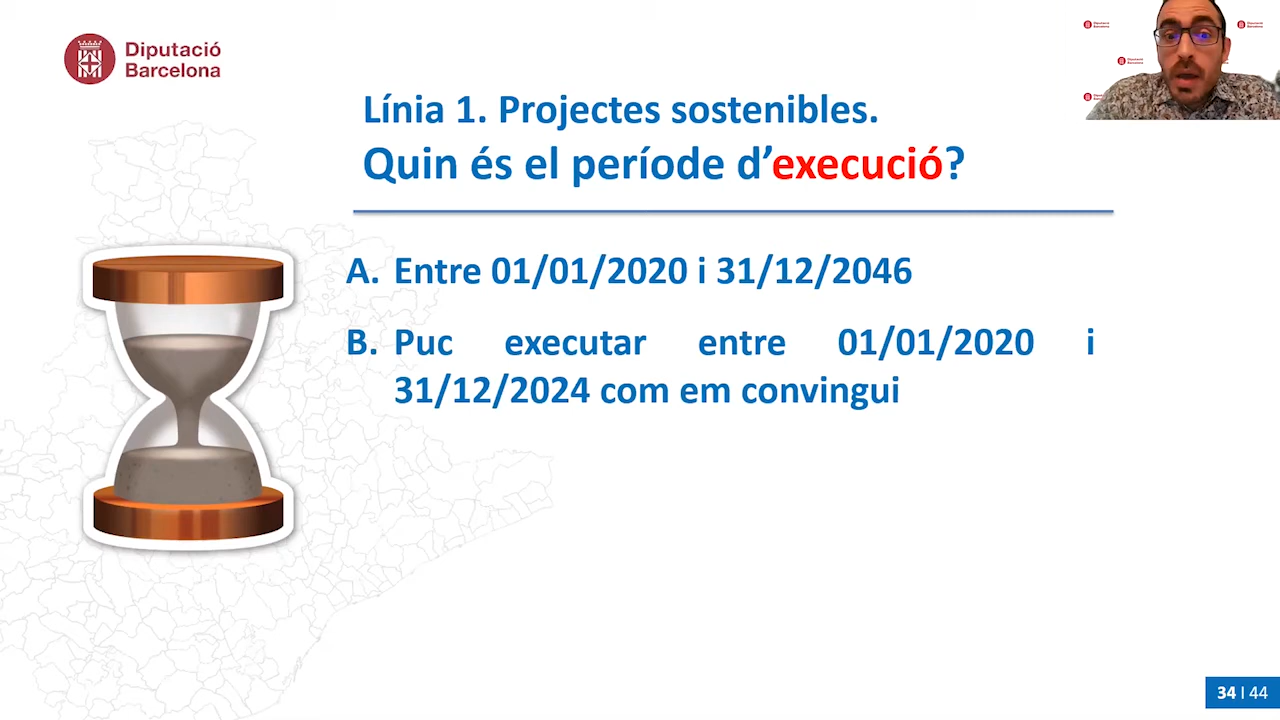 Diputació
Barcelona
Línia 1. Projectes sostenibles.
Quin és el període d’execució?
A. Entre 01/01/2020 i 31/12/2046
B. Puc executar entre 01/01/2020 i
31/12/2024 com em convingui
34 | 44